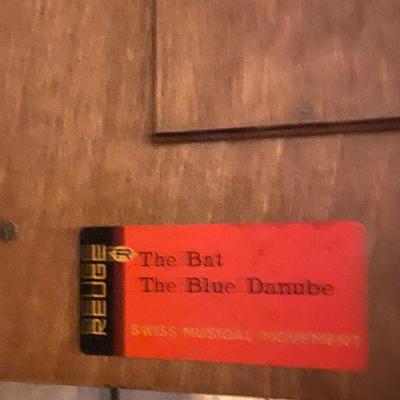 REUGE
R
The Bat
The Blue Danube
SWISS MUSICAL MOVEMENT